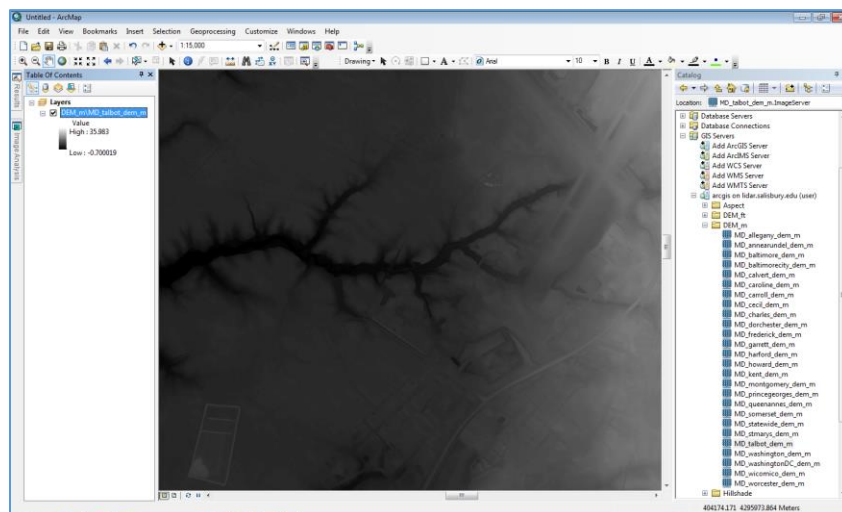 Untitled - ArcMap
File Edit View Bookmarks Insert Selection Geoprocessing Customize Windows Help
1:15,000
Drawing
Arial
10
B I U A
Table Of Contents
Layers
DEM_m\MD_talbot_dem_m
Value
High : 35.983
Low : -0.700019
Results
Image Analysis
Catalog
Location: MD_talbot_dem_m.ImageServer
Database Servers
Database Connections
GIS Servers
Add ArcGIS Server
Add ArcIMS Server
Add WCS Server
Add WMS Server
Add WMTS Server
arcgis on lidar.salisbury.edu (user)
Aspect
DEM_ft
DEM_m
MD_allegany_dem_m
MD_annearundel_dem_m
MD_baltimore_dem_m
MD_baltimorecity_dem_m
MD_calvert_dem_m
MD_caroline_dem_m
MD_carroll_dem_m
MD_cecil_dem_m
MD_charles_dem_m
MD_dorchester_dem_m
MD_frederick_dem_m
MD_garrett_dem_m
MD_harford_dem_m
MD_howard_dem_m
MD_kent_dem_m
MD_montgomery_dem_m
MD_princegeorges_dem_m
MD_queenannes_dem_m
MD_somerset_dem_m
MD_statewide_dem_m
MD_stmarys_dem_m
MD_talbot_dem_m
MD_washington_dem_m
MD_washingtonDC_dem_m
MD_wicomico_dem_m
MD_worcester_dem_m
Hillshade
404174.171 4295973.864 Meters